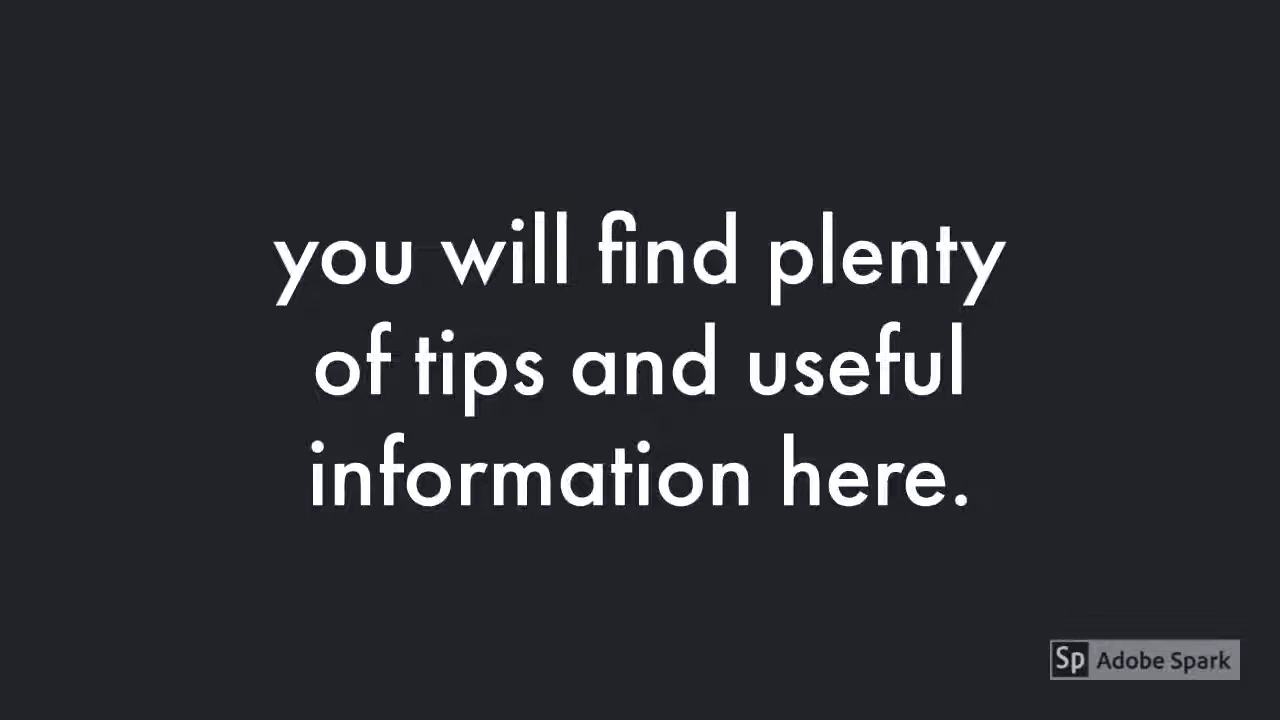 you will find plenty
of tips and useful
information here.
Sp Adobe Spark